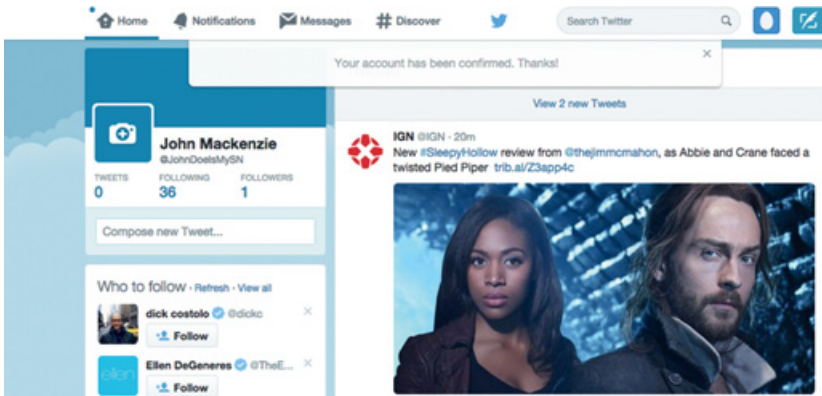 Home Notifications Messages # Discover Search Twitter
Your account has been confirmed. Thanks!
View 2 new Tweets
John Mackenzie
@JohnDoeIsMySN
TWEETS FOLLOWING FOLLOWERS
0 36 1
Compose new Tweet...
Who to follow · Refresh · View all
dick costolo @dickc
Follow
ellen
Ellen DeGeneres @TheE...
Follow
IGN @IGN · 20m
New #SleepyHollow review from @thejimmcmahon, as Abbie and Crane faced a
twisted Pied Piper trib.al/Z3app4c